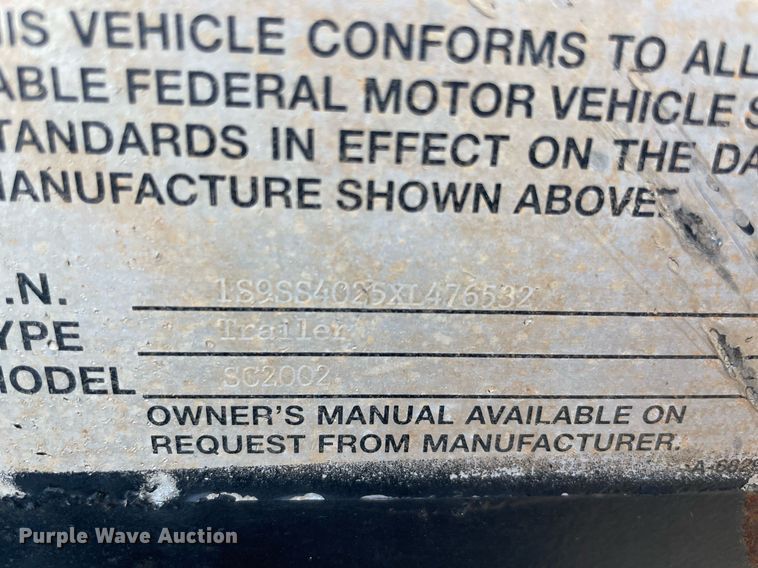 HIS VEHICLE CONFORMS TO ALL
ABLE FEDERAL MOTOR VEHICLE S
TANDARDS IN EFFECT ON THE DA
MANUFACTURE SHOWN ABOVE.
.N. 1S9SS4025XL476532
YPE Trailer
MODEL SC2002
OWNER'S MANUAL AVAILABLE ON
REQUEST FROM MANUFACTURER.
Purple Wave Auction